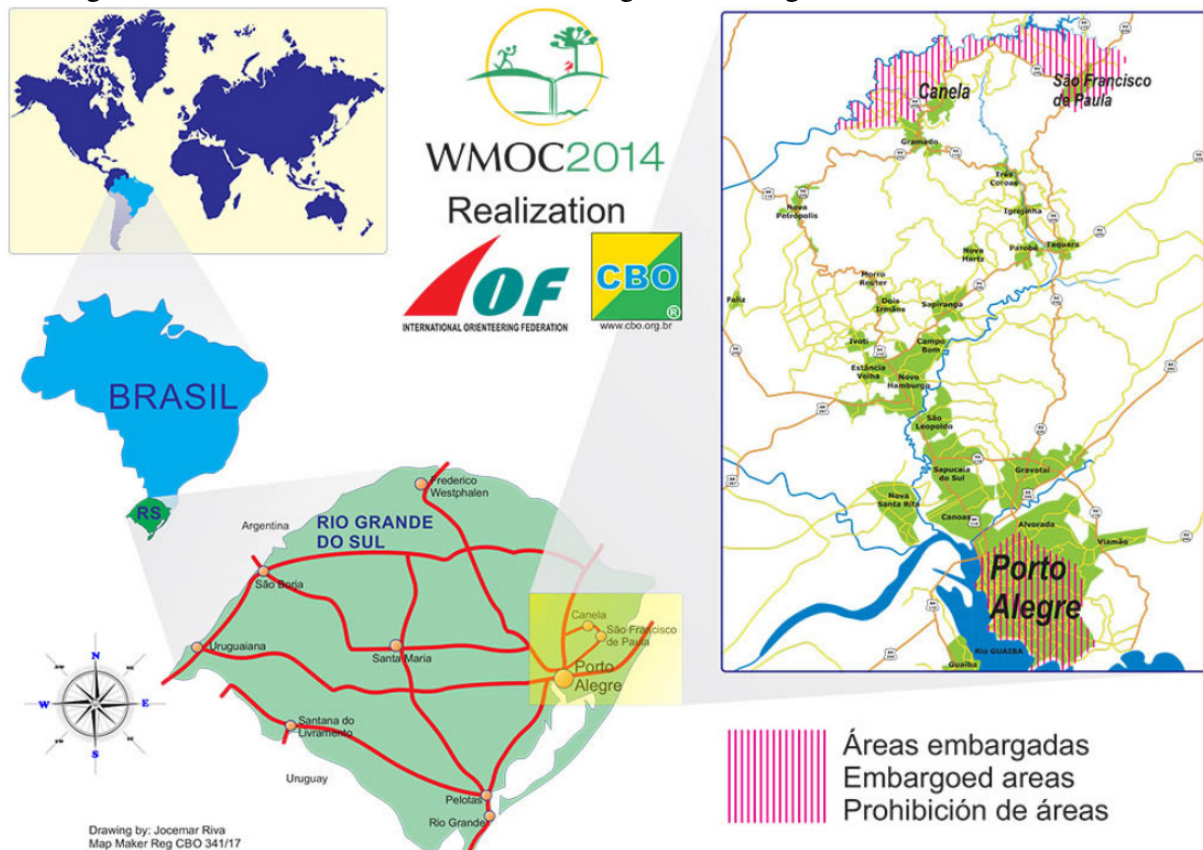 WMOC2014
Realization
IOF
INTERNATIONAL ORIENTEERING FEDERATION
CBO
®
www.cbo.org.br
BRASIL
RS
Argentina
RIO GRANDE
DO SUL
Frederico
Westphalen
São Borja
Uruguaiana
Santa Maria
Canela
São Francisco
de Paula
Porto
Alegre
Santana do
Livramento
Uruguay
Pelotas
Rio Grande
N
W
E
S
Drawing by: Jocemar Riva
Map Maker Reg CBO 341/17
Canela
São Francisco
de Paula
Gramado
Três
Coroas
Nova
Petrópolis
Igrejinha
Nova
Hartz
Parobé
Taquara
Morro
Reuter
Feliz
Dois
Irmãos
Sapiranga
Ivoti
Campo
Bom
Estância
Velha
Novo
Hamburgo
São
Leopoldo
Sapucaia
do Sul
Gravataí
Nova
Santa Rita
Canoas
Alvorada
Viamão
Porto
Alegre
Rio GUAIBA
Guaíba
Áreas embargadas
Embargoed areas
Prohibición de áreas